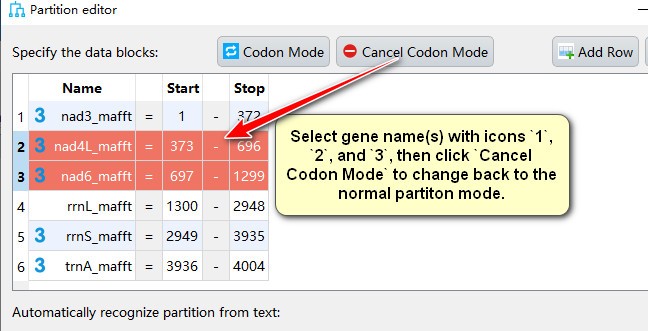 Partition editor
Specify the data blocks: Codon Mode Cancel Codon Mode Add Row
Name Start Stop
1 3 nad3_mafft = 1 - 372
2 3 nad4L_mafft = 373 - 696
3 3 nad6_mafft = 697 - 1299
4 rrnL_mafft = 1300 - 2948
5 3 rrnS_mafft = 2949 - 3935
6 3 trnA_mafft = 3936 - 4004
Select gene name(s) with icons `1`,
`2`, and `3`, then click `Cancel
Codon Mode` to change back to the
normal partiton mode.
Automatically recognize partition from text: